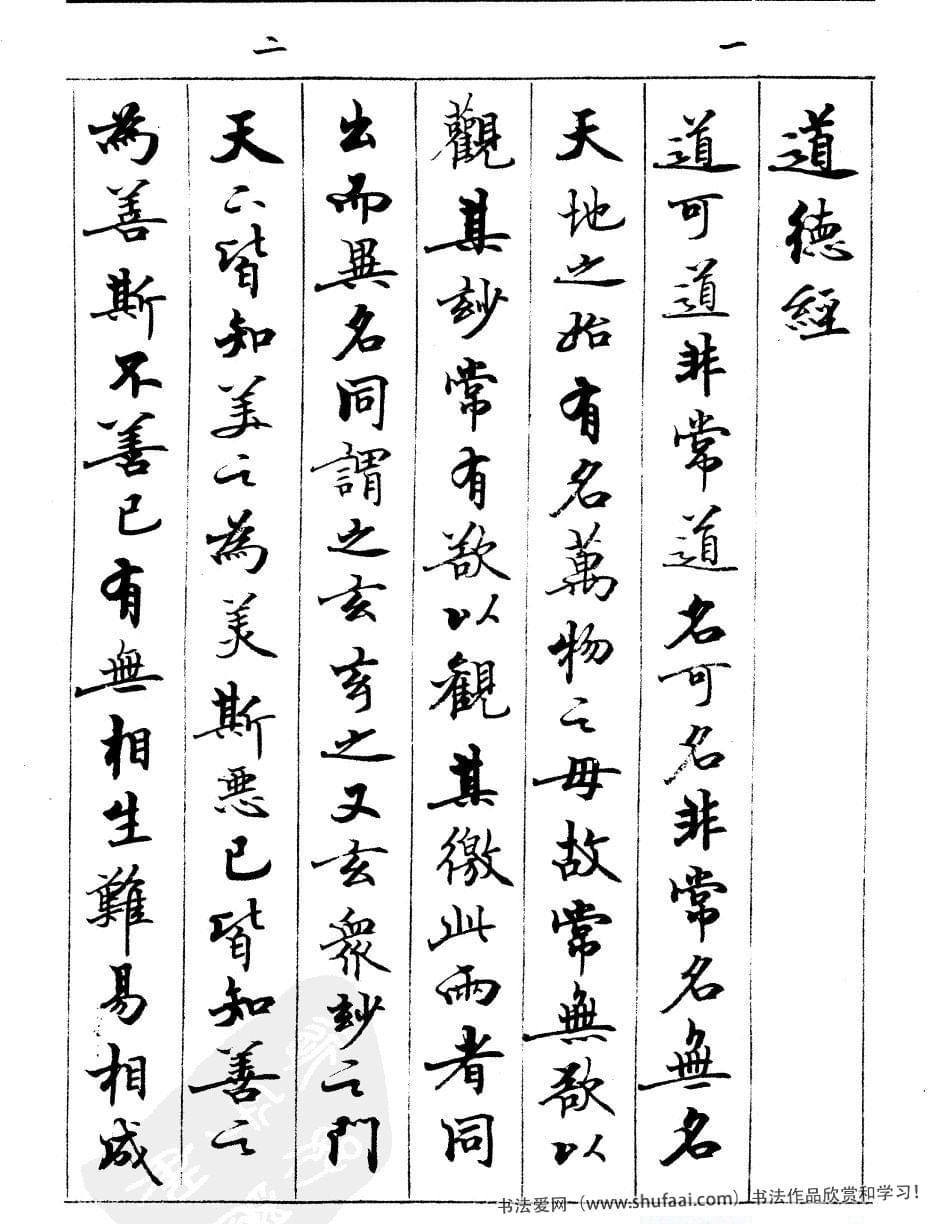 一
道德經
道可道非常道名可名非常名無名
天地之始有名萬物之母故常無欲以
觀其玅常有欲以觀其徼此兩者同
二
出而異名同謂之玄玄之又玄眾玅之門
天下皆知美之為美斯惡已皆知善之
為善斯不善已有無相生難易相成
书法爱网 (www.shufaai.com) 书法作品欣赏和学习!